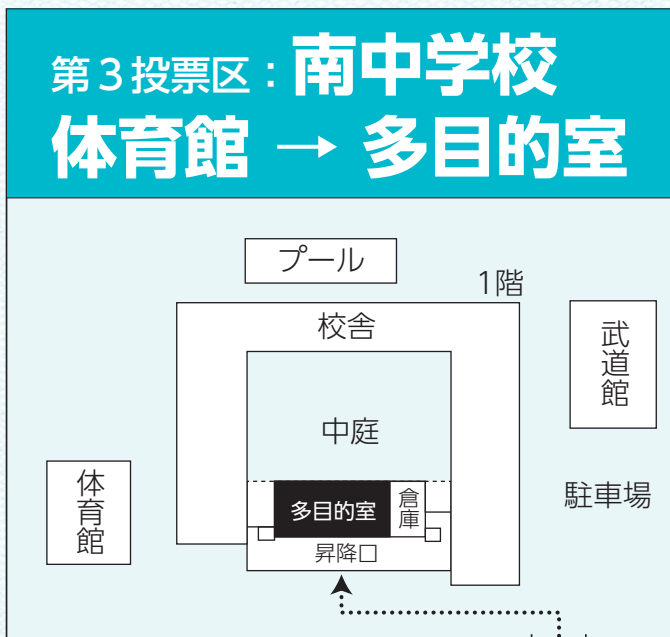 第３投票区：南中学校
体育館 → 多目的室
プール
1階
校舎
武道館
中庭
体育館
多目的室
倉庫
駐車場
昇降口